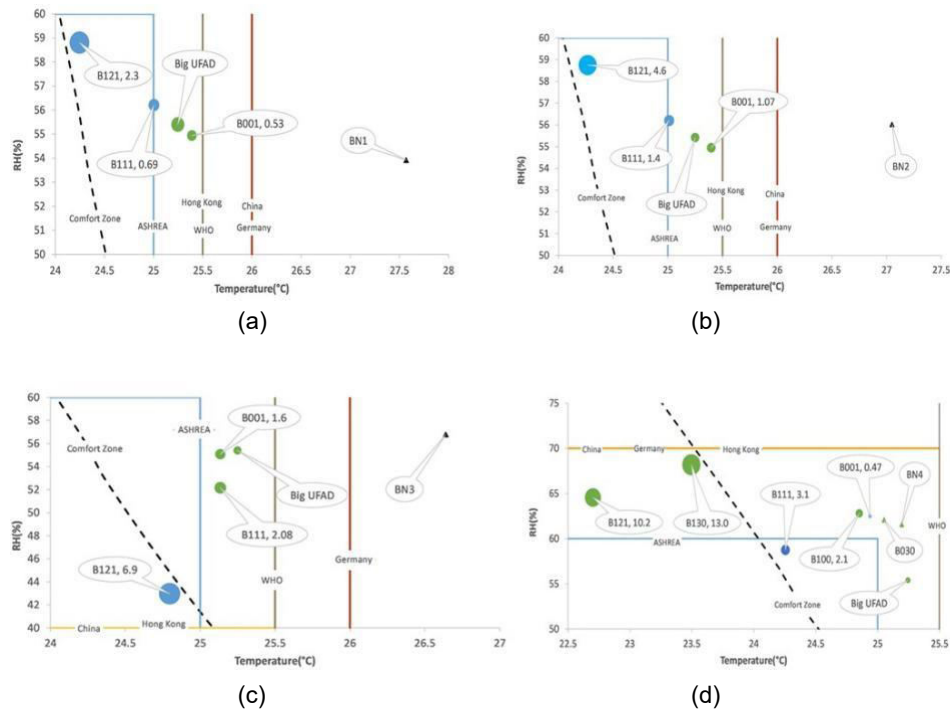 60
59
58
57
56
55
54
53
52
51
50
RH(%)
B121, 2.3
Big UFAD
B001, 0.53
B111, 0.69
BN1
Comfort Zone
ASHREA
Hong Kong
WHO
China
Germany
24
24.5
25
25.5
26
27
27
28
28
Temperature(°C)
(a)
60
59
58
57
56
55
54
53
52
51
50
RH(%)
B121, 4.6
B001, 1.07
B111, 1.4
Big UFAD
BN2
Comfort Zone
ASHREA
Hong Kong
WHO
China
Germany
24
24.5
25
25.5
26
26.5
27
27.5
Temperature(°C)
(b)
60
58
56
54
52
50
48
46
44
42
40
RH(%)
ASHREA
B001, 1.6
Comfort Zone
Big UFAD
BN3
B111, 2.08
B121, 6.9
WHO
Germany
China
Hong Kong
24
24.5
25
25.5
26
26.5
27
Temperature(°C)
(c)
75
70
65
60
55
50
RH(%)
China
Germany
Hong Kong
B001, 0.47
BN4
B111, 3.1
B121, 10.2
B130, 13.0
WHO
ASHREA
B100, 2.1
B030
Comfort Zone
Big UFAD
22.5
23
23.5
24
24.5
25
25.5
Temperature(°C)
(d)